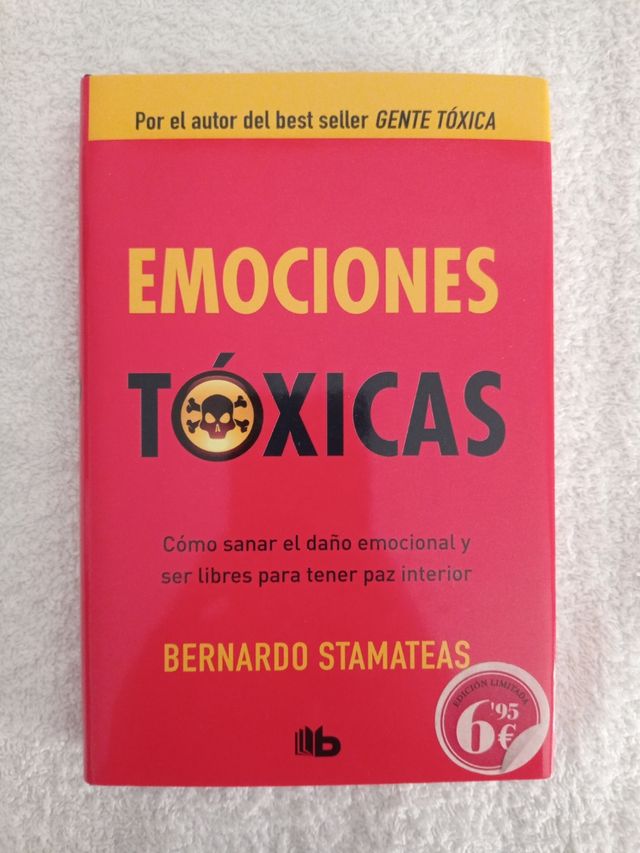 Por el autor del best seller GENTE TÓXICA
EMOCIONES
TÓXICAS
Cómo sanar el daño emocional y
ser libres para tener paz interior
BERNARDO STAMATEAS
EDICIÓN LIMITADA
6'95
€
b